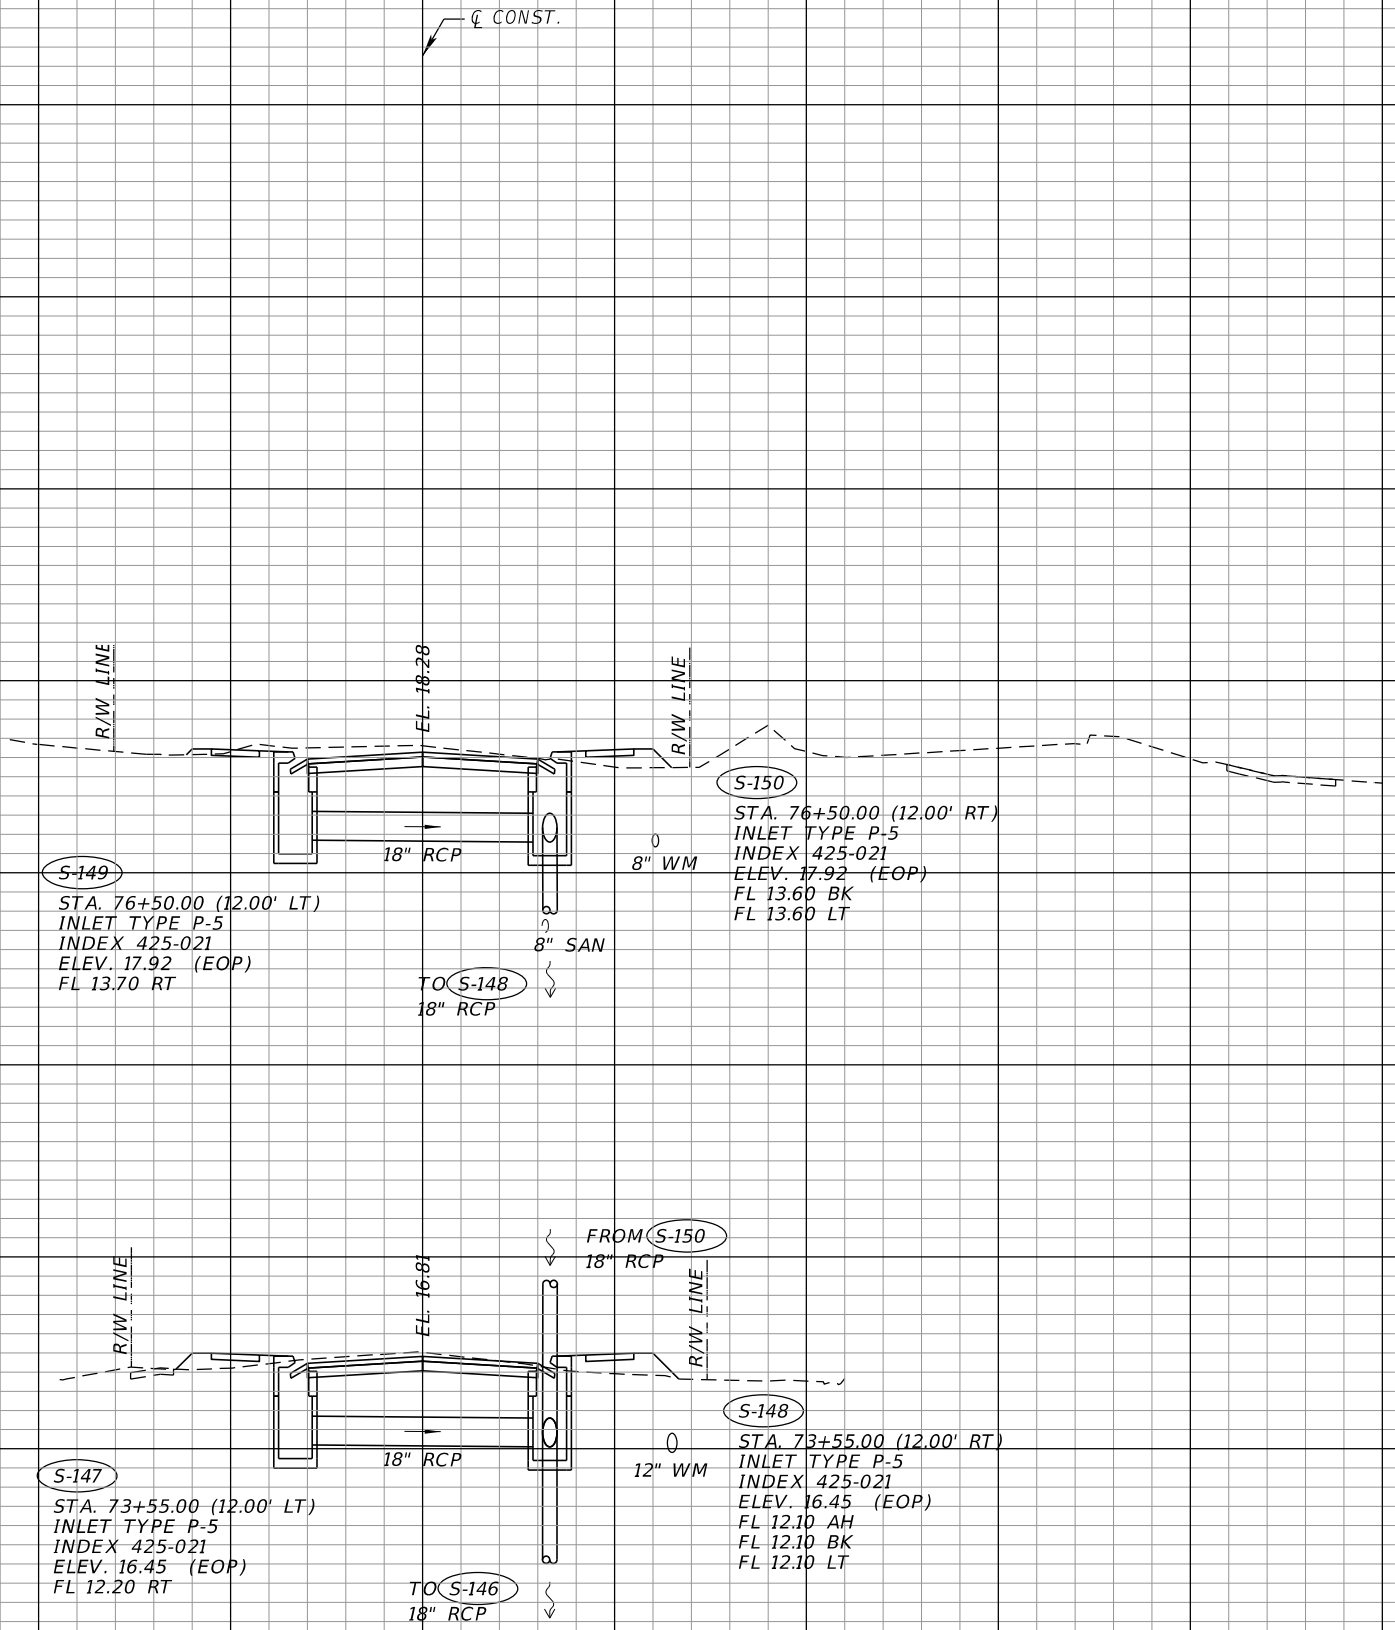 ℄ CONST.
R/W LINE
EL. 18.28
R/W LINE
S-150
STA. 76+50.00 (12.00' RT)
INLET TYPE P-5
INDEX 425-021
ELEV. 17.92 (EOP)
FL 13.60 BK
FL 13.60 LT
18" RCP
8" WM
S-149
STA. 76+50.00 (12.00' LT)
INLET TYPE P-5
INDEX 425-021
ELEV. 17.92 (EOP)
FL 13.70 RT
8" SAN
TO S-148
18" RCP
FROM S-150
18" RCP
R/W LINE
EL. 16.81
R/W LINE
S-148
STA. 73+55.00 (12.00' RT)
INLET TYPE P-5
INDEX 425-021
ELEV. 16.45 (EOP)
FL 12.10 AH
FL 12.10 BK
FL 12.10 LT
18" RCP
12" WM
S-147
STA. 73+55.00 (12.00' LT)
INLET TYPE P-5
INDEX 425-021
ELEV. 16.45 (EOP)
FL 12.20 RT
TO S-146
18" RCP